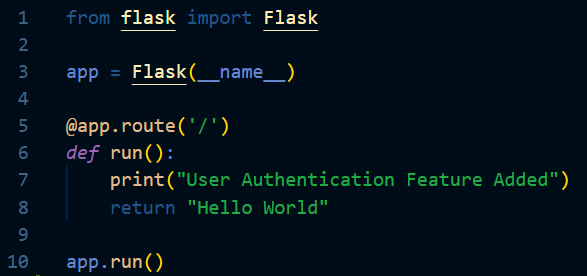 1 from flask import Flask
2
3 app = Flask(__name__)
4
5 @app.route('/')
6 def run():
7     print("User Authentication Feature Added")
8     return "Hello World"
9
10 app.run()